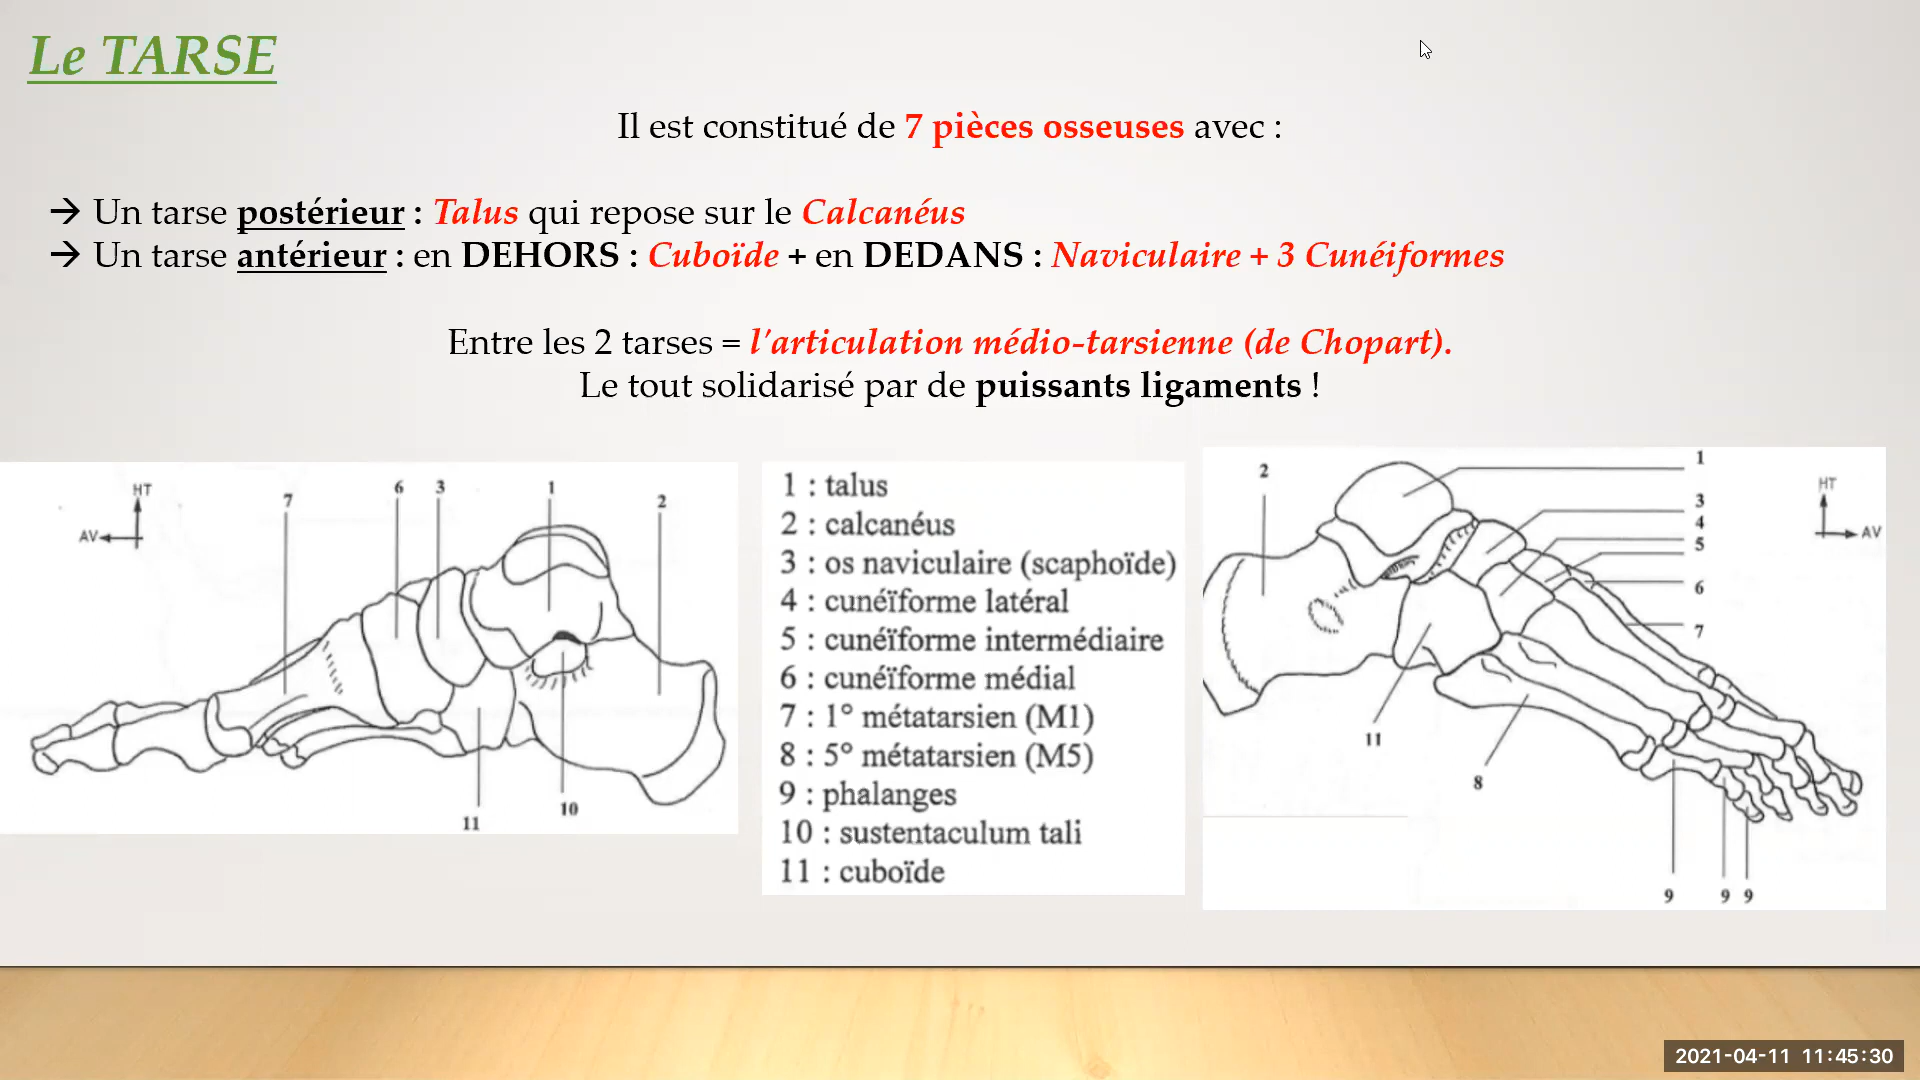 Le TARSE
Il est constitué de 7 pièces osseuses avec :
→ Un tarse postérieur : Talus qui repose sur le Calcanéus
→ Un tarse antérieur : en DEHORS : Cuboïde + en DEDANS : Naviculaire + 3 Cunéiformes
Entre les 2 tarses = l'articulation médio-tarsienne (de Chopart).
Le tout solidarisé par de puissants ligaments !
HT
AV
7
6
3
1
2
11
10
1 : talus
2 : calcanéus
3 : os naviculaire (scaphoïde)
4 : cunéïforme latéral
5 : cunéïforme intermédiaire
6 : cunéïforme médial
7 : 1° métatarsien (M1)
8 : 5° métatarsien (M5)
9 : phalanges
10 : sustentaculum tali
11 : cuboïde
2
1
3
4
5
6
7
HT
AV
11
8
9
9
9
2021-04-11 11:45:30